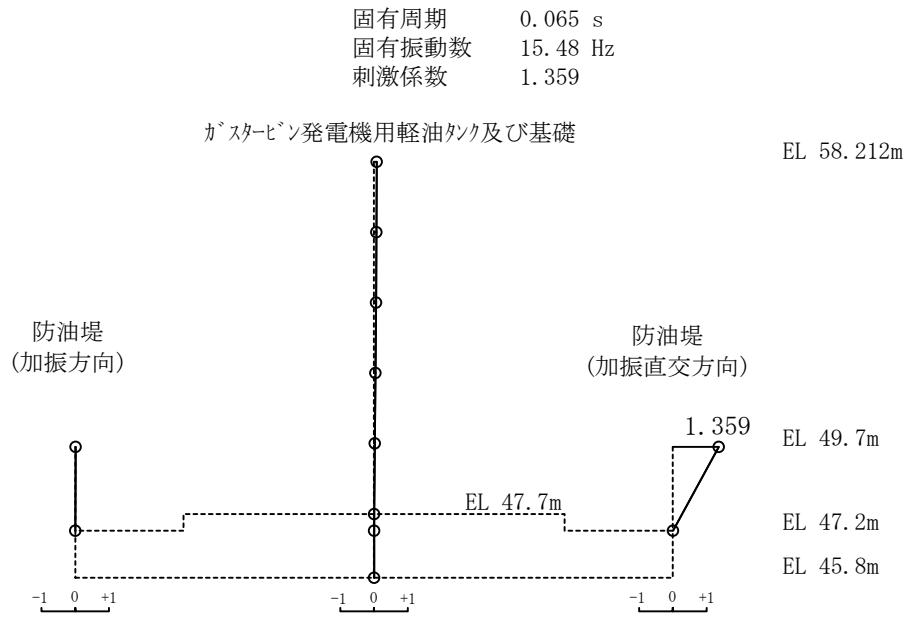 固有周期 0.065 s
固有振動数 15.48 Hz
刺激係数 1.359
ｶﾞｽﾀｰﾋﾞﾝ発電機用軽油ﾀﾝｸ及び基礎
EL 58.212m
防油堤
(加振方向)
防油堤
(加振直交方向)
1.359
EL 49.7m
EL 47.7m
EL 47.2m
EL 45.8m
-1 0 +1
-1 0 +1
-1 0 +1